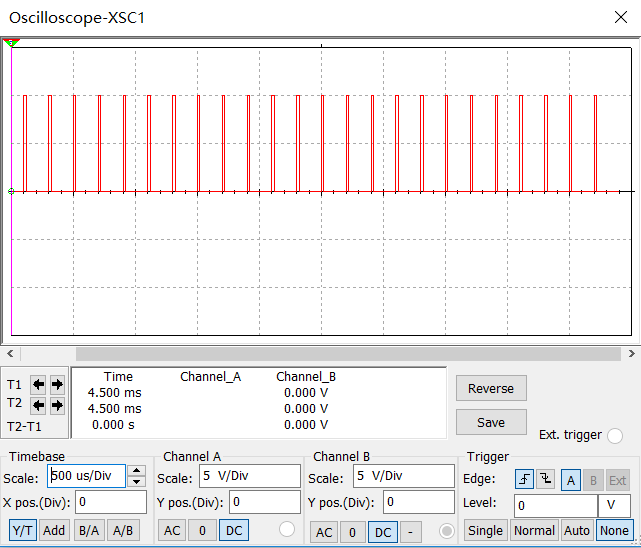 Oscilloscope-XSC1
Time Channel_A Channel_B
T1 4.500 ms 0.000 V
T2 4.500 ms 0.000 V
T2-T1 0.000 s 0.000 V
Reverse
Save
Ext. trigger
Timebase
Scale: 500 us/Div
X pos.(Div): 0
Y/T Add B/A A/B
Channel A
Scale: 5 V/Div
Y pos.(Div): 0
AC 0 DC
Channel B
Scale: 5 V/Div
Y pos.(Div): 0
AC 0 DC -
Trigger
Edge: A B Ext
Level: 0 V
Single Normal Auto None